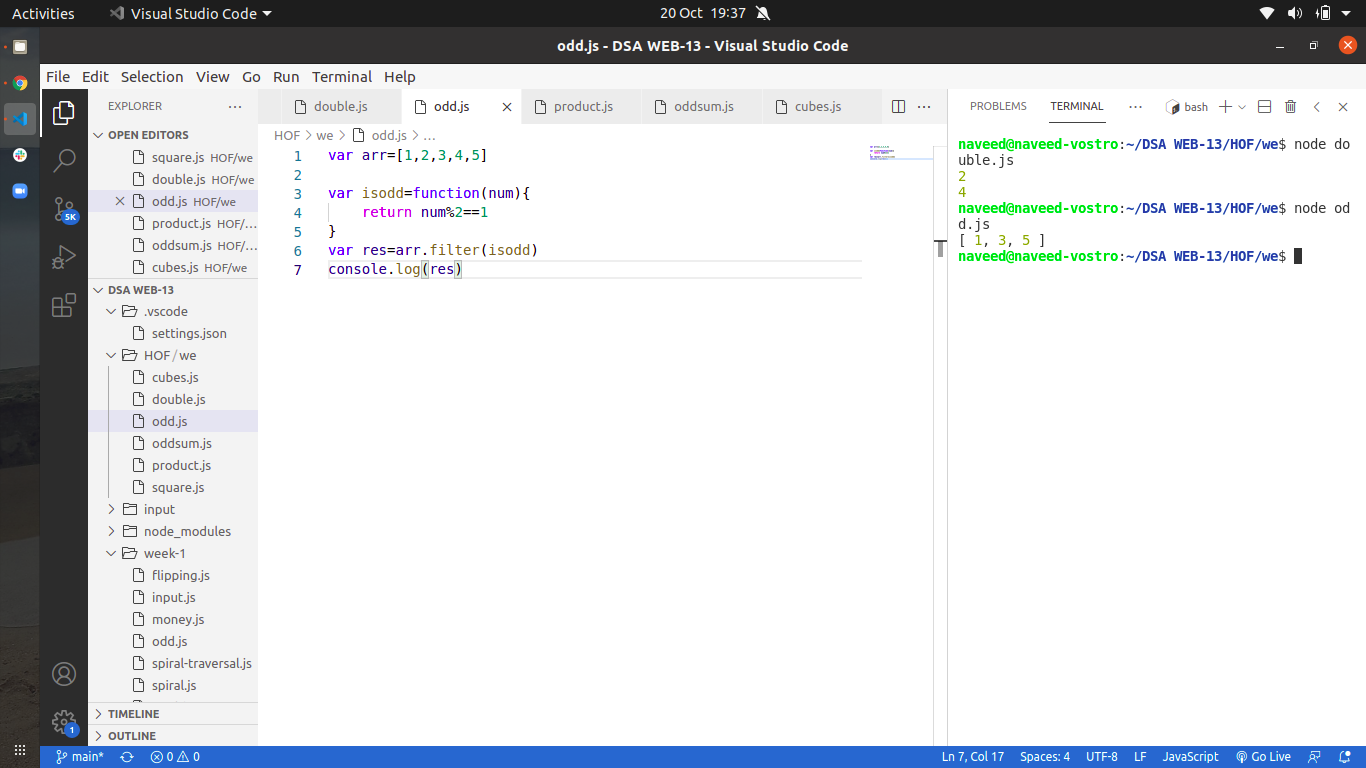 Activities
Visual Studio Code
20 Oct 19:37
odd.js - DSA WEB-13 - Visual Studio Code
File Edit Selection View Go Run Terminal Help
EXPLORER
OPEN EDITORS
square.js HOF/we
double.js HOF/we
odd.js HOF/we
product.js HOF/...
oddsum.js HOF/...
cubes.js HOF/we
DSA WEB-13
.vscode
settings.json
HOF/we
cubes.js
double.js
odd.js
oddsum.js
product.js
square.js
input
node_modules
week-1
flipping.js
input.js
money.js
odd.js
spiral-traversal.js
spiral.js
TIMELINE
OUTLINE
5K
1
double.js odd.js product.js oddsum.js cubes.js
HOF > we > odd.js > ...
1 var arr=[1,2,3,4,5]
2
3 var isodd=function(num){
4     return num%2==1
5 }
6 var res=arr.filter(isodd)
7 console.log(res)
PROBLEMS TERMINAL ... bash
naveed@naveed-vostro:~/DSA WEB-13/HOF/we$ node do
uble.js
2
4
naveed@naveed-vostro:~/DSA WEB-13/HOF/we$ node od
d.js
[ 1, 3, 5 ]
naveed@naveed-vostro:~/DSA WEB-13/HOF/we$
main* 0 0 Ln 7, Col 17 Spaces: 4 UTF-8 LF JavaScript Go Live